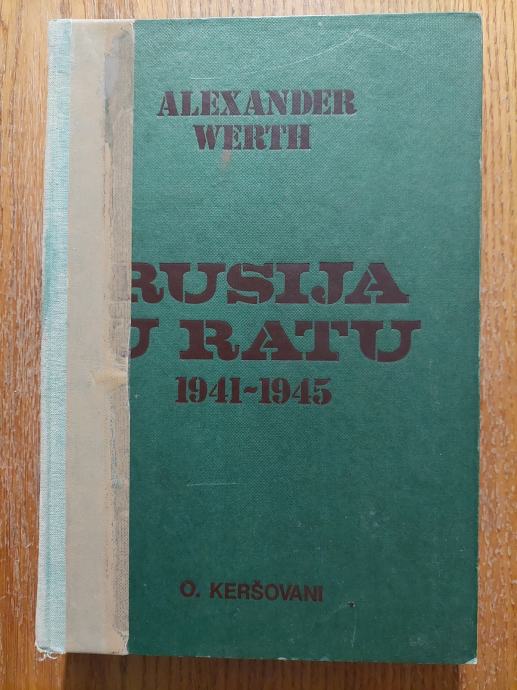 ALEXANDER
WERTH
RUSIJA
U RATU
1941-1945
O. KERŠOVANI